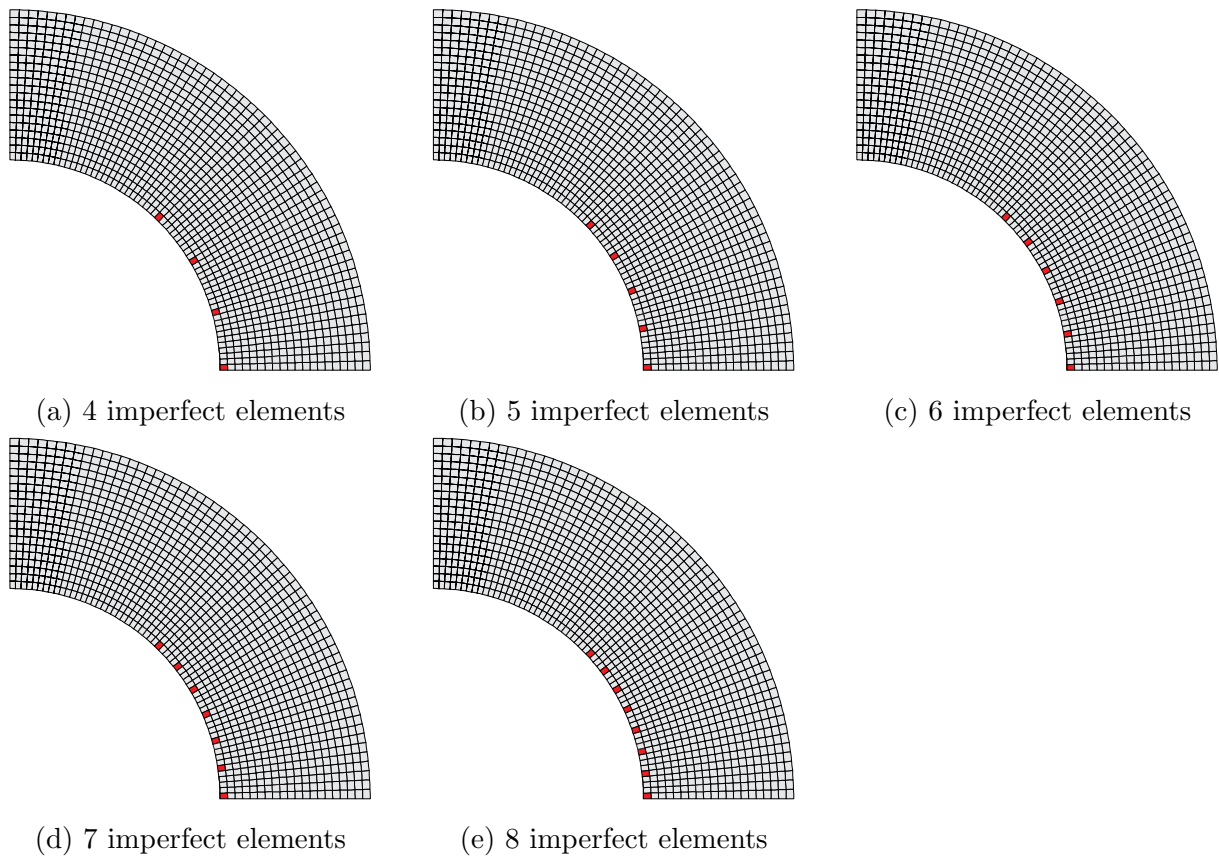 (a) 4 imperfect elements
(b) 5 imperfect elements
(c) 6 imperfect elements
(d) 7 imperfect elements
(e) 8 imperfect elements